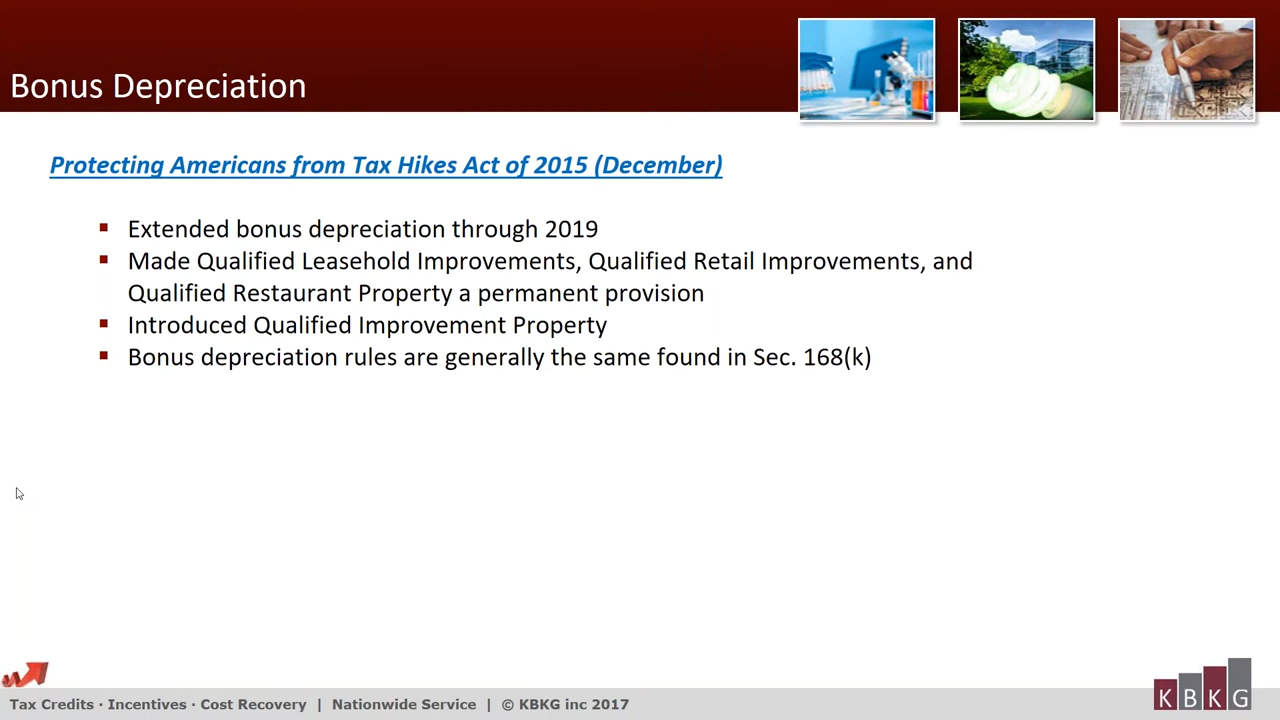 Bonus Depreciation
Protecting Americans from Tax Hikes Act of 2015 (December)
Extended bonus depreciation through 2019
Made Qualified Leasehold Improvements, Qualified Retail Improvements, and
Qualified Restaurant Property a permanent provision
Introduced Qualified Improvement Property
Bonus depreciation rules are generally the same found in Sec. 168(k)
Tax Credits · Incentives · Cost Recovery | Nationwide Service | © KBKG inc 2017
KBKG